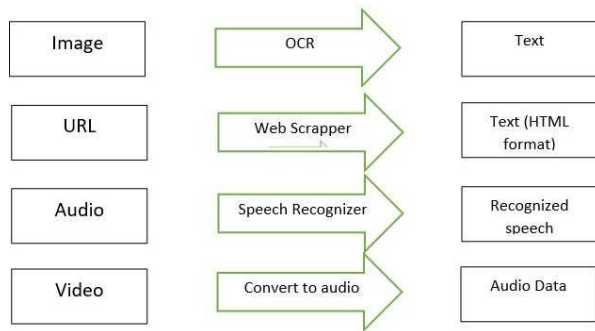 Image
OCR
Text
URL
Web Scrapper
Text (HTML
format)
Audio
Speech Recognizer
Recognized
speech
Video
Convert to audio
Audio Data